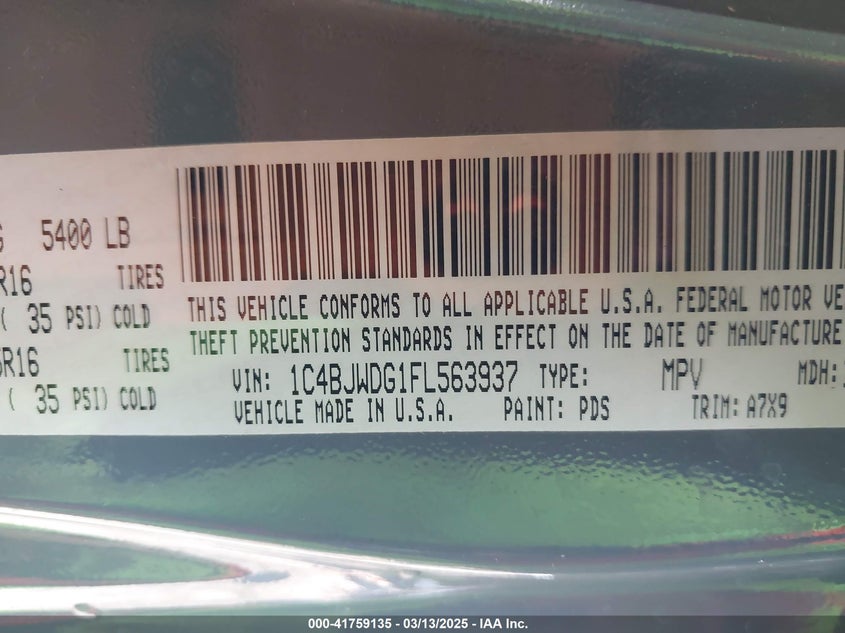 5400 LB
R16 TIRES
( 35 PSI) COLD
R16 TIRES
( 35 PSI) COLD
THIS VEHICLE CONFORMS TO ALL APPLICABLE U.S.A. FEDERAL MOTOR VE
THEFT PREVENTION STANDARDS IN EFFECT ON THE DATE OF MANUFACTURE
VIN: 1C4BJWDG1FL563937 TYPE: MPV MDH:
VEHICLE MADE IN U.S.A. PAINT: PDS TRIM: A7X9
000-41759135 - 03/13/2025 - IAA Inc.